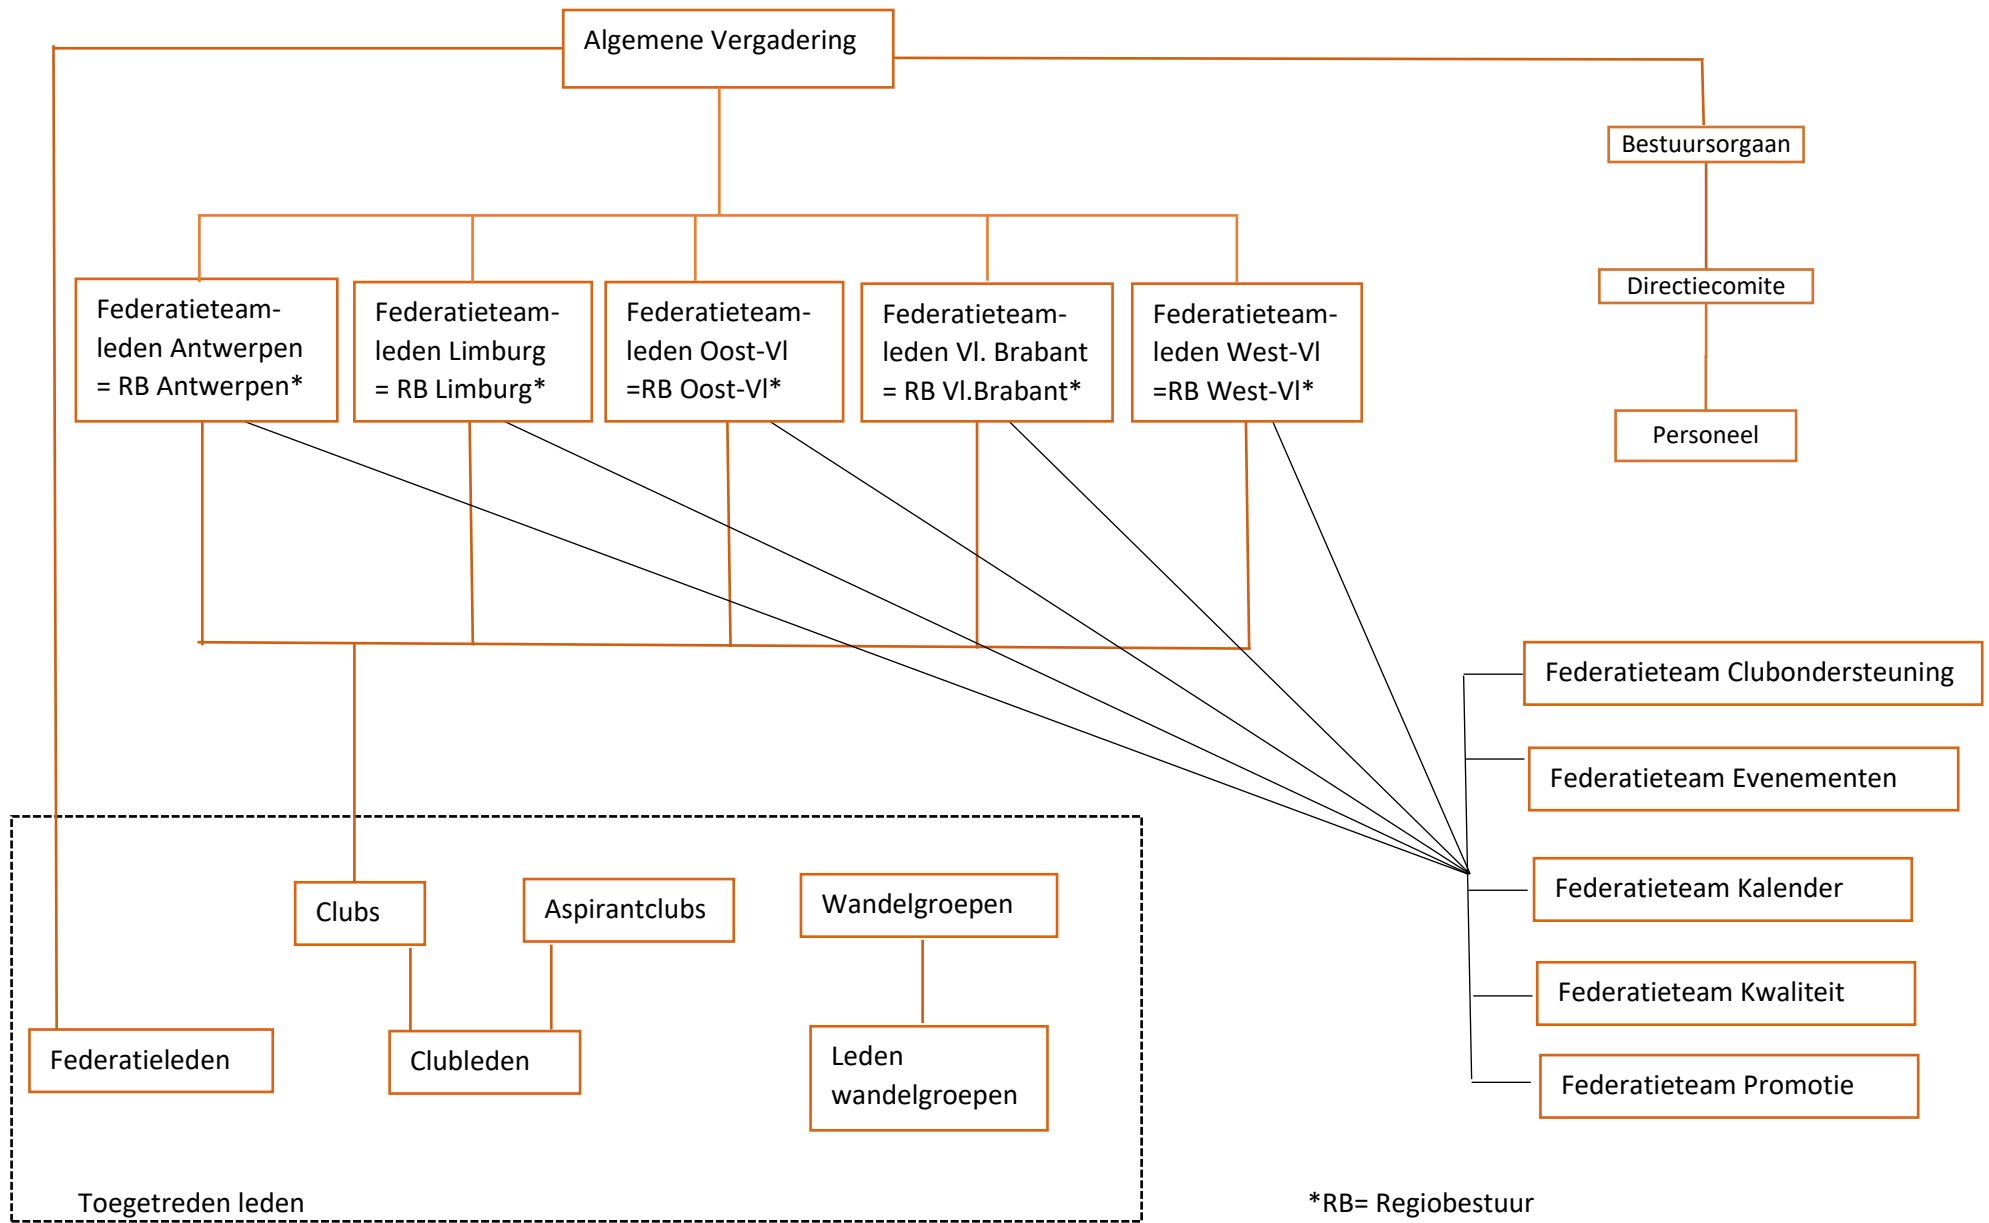 Algemene Vergadering
Bestuursorgaan
Directiecomite
Personeel
Federatieteam-
leden Antwerpen
= RB Antwerpen*
Federatieteam-
leden Limburg
= RB Limburg*
Federatieteam-
leden Oost-Vl
=RB Oost-Vl*
Federatieteam-
leden Vl. Brabant
= RB Vl.Brabant*
Federatieteam-
leden West-Vl
=RB West-Vl*
Federatieteam Clubondersteuning
Federatieteam Evenementen
Federatieteam Kalender
Federatieteam Kwaliteit
Federatieteam Promotie
Clubs
Aspirantclubs
Wandelgroepen
Federatieleden
Clubleden
Leden
wandelgroepen
Toegetreden leden
*RB= Regiobestuur